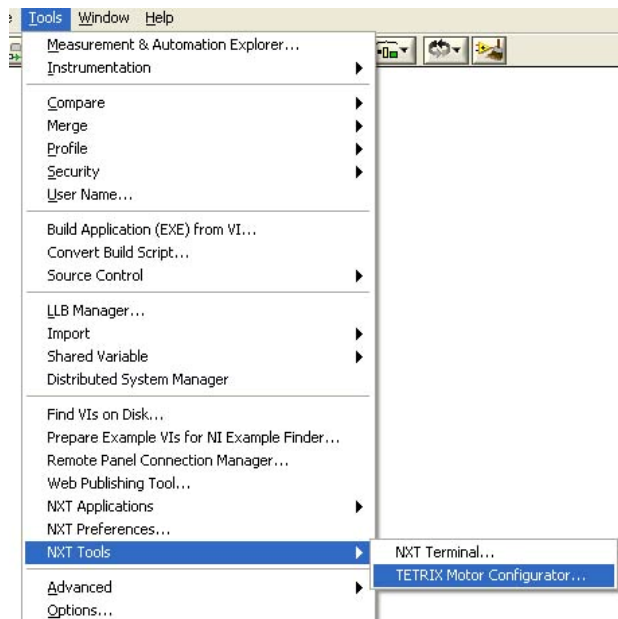 Tools Window Help
Measurement & Automation Explorer...
Instrumentation
Compare
Merge
Profile
Security
User Name...
Build Application (EXE) from VI...
Convert Build Script...
Source Control
LLB Manager...
Import
Shared Variable
Distributed System Manager
Find VIs on Disk...
Prepare Example VIs for NI Example Finder...
Remote Panel Connection Manager...
Web Publishing Tool...
NXT Applications
NXT Preferences...
NXT Tools
NXT Terminal...
TETRIX Motor Configurator...
Advanced
Options...